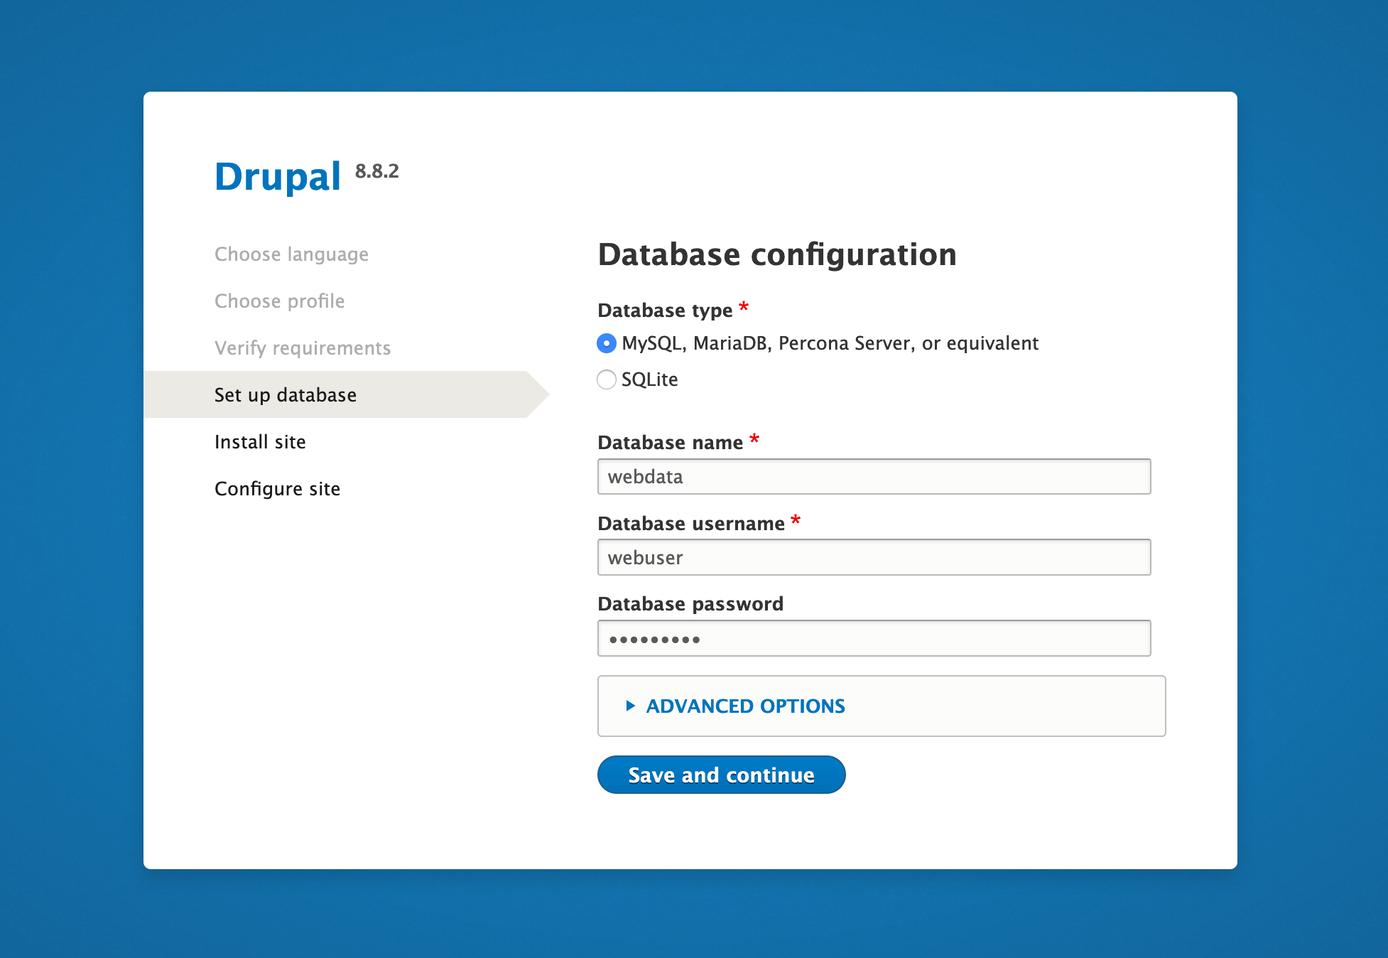 Drupal 8.8.2
Choose language
Choose profile
Verify requirements
Set up database
Install site
Configure site
Database configuration
Database type *
MySQL, MariaDB, Percona Server, or equivalent
SQLite
Database name *
webdata
Database username *
webuser
Database password
•••••••••
ADVANCED OPTIONS
Save and continue